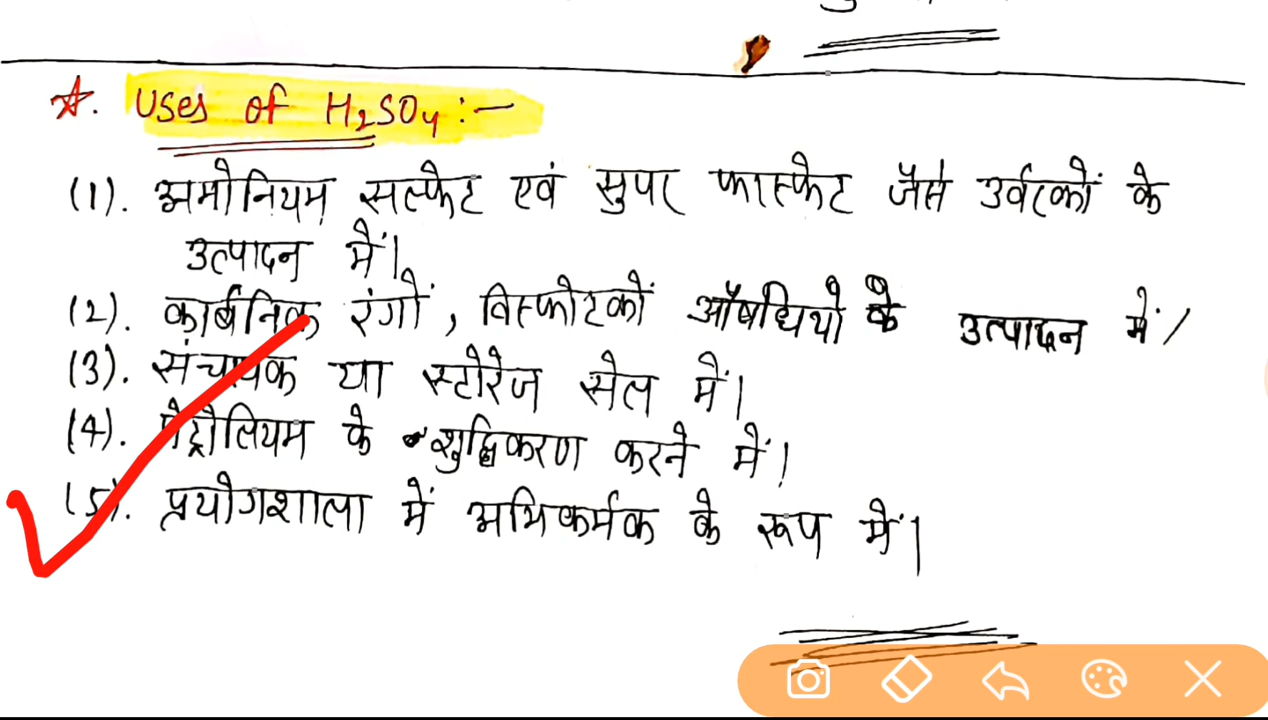 ☆. Uses of H₂SO₄ :-
(1). अमोनियम सल्फेट एवं सुपर फास्फेट जैसे उर्वरकों के
उत्पादन में।
(2). कार्बनिक रंगों, विस्फोटकों औषधियों के उत्पादन में।
(3). संचायक या स्टोरेज सेल में।
(4). पेट्रोलियम के शुद्धिकरण करने में।
(5). प्रयोगशाला में अभिकर्मक के रूप में।